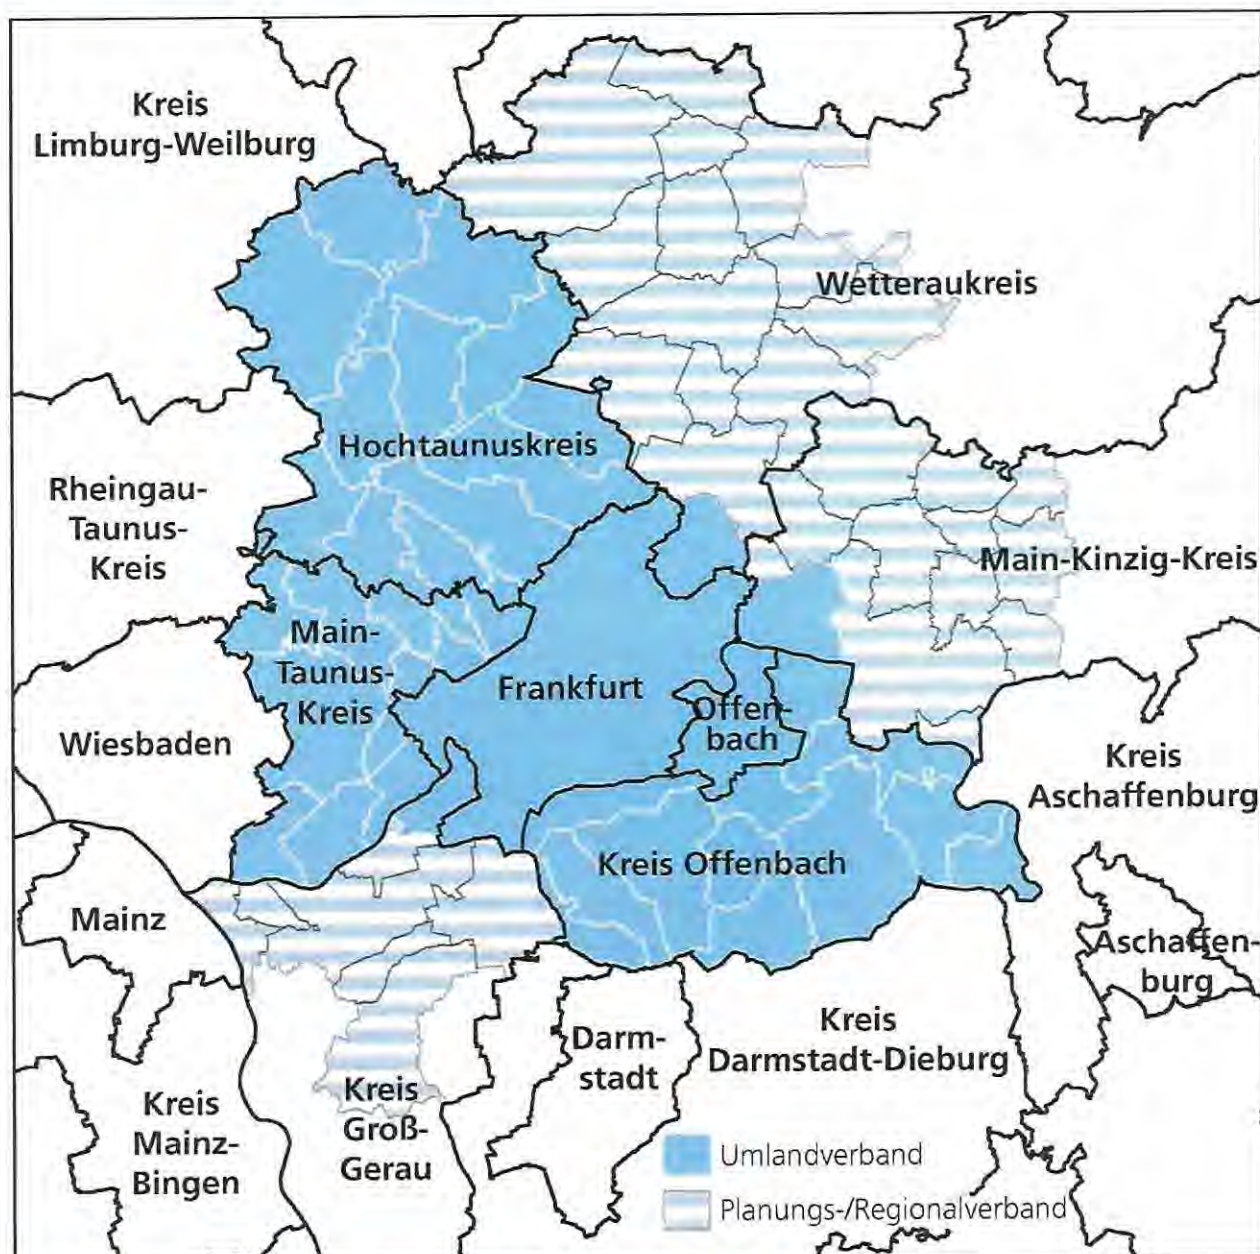 Kreis
Limburg-Weilburg
Wetteraukreis
Hochtaunuskreis
Rheingau-
Taunus-
Kreis
Main-Kinzig-Kreis
Main-
Taunus-
Kreis
Frankfurt
Offen-
bach
Wiesbaden
Kreis
Aschaffenburg
Kreis Offenbach
Mainz
Aschaffen-
burg
Darm-
stadt
Kreis
Darmstadt-Dieburg
Kreis
Groß-
Gerau
Kreis
Mainz-
Bingen
Umlandverband
Planungs-/Regionalverband